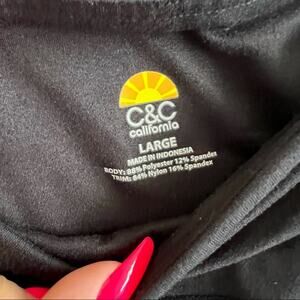 C&C
california
LARGE
MADE IN INDONESIA
BODY: 88% Polyester 12% Spandex
TRIM: 84% Nylon 16% Spandex